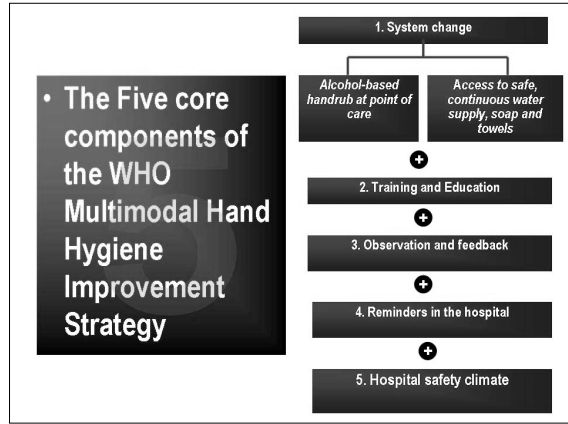 • The Five core
components of
the WHO
Multimodal Hand
Hygiene
Improvement
Strategy
5
1. System change
Alcohol-based
handrub at point of
care
Access to safe,
continuous water
supply, soap and
towels
+
2. Training and Education
+
3. Observation and feedback
+
4. Reminders in the hospital
+
5. Hospital safety climate